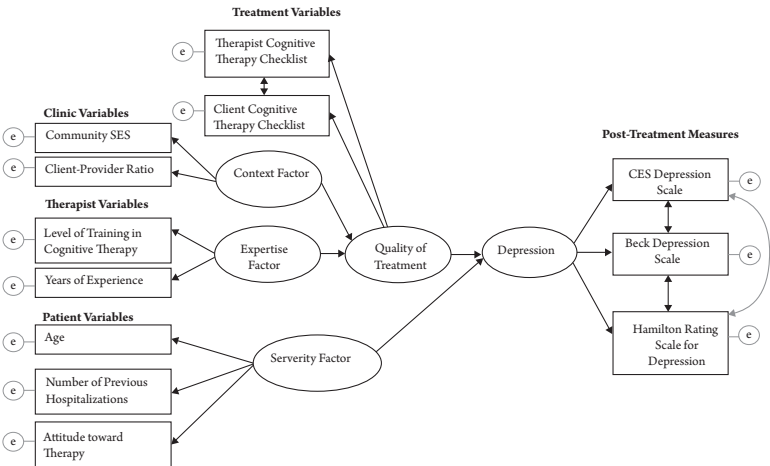 Treatment Variables
e
Therapist Cognitive
Therapy Checklist
e
Client Cognitive
Therapy Checklist
Clinic Variables
e
Community SES
e
Client-Provider Ratio
Context Factor
Therapist Variables
e
Level of Training in
Cognitive Therapy
e
Years of Experience
Expertise
Factor
Quality of
Treatment
Depression
Patient Variables
e
Age
e
Number of Previous
Hospitalizations
e
Attitude toward
Therapy
Serverity Factor
Post-Treatment Measures
CES Depression
Scale
e
Beck Depression
Scale
e
Hamilton Rating
Scale for
Depression
e